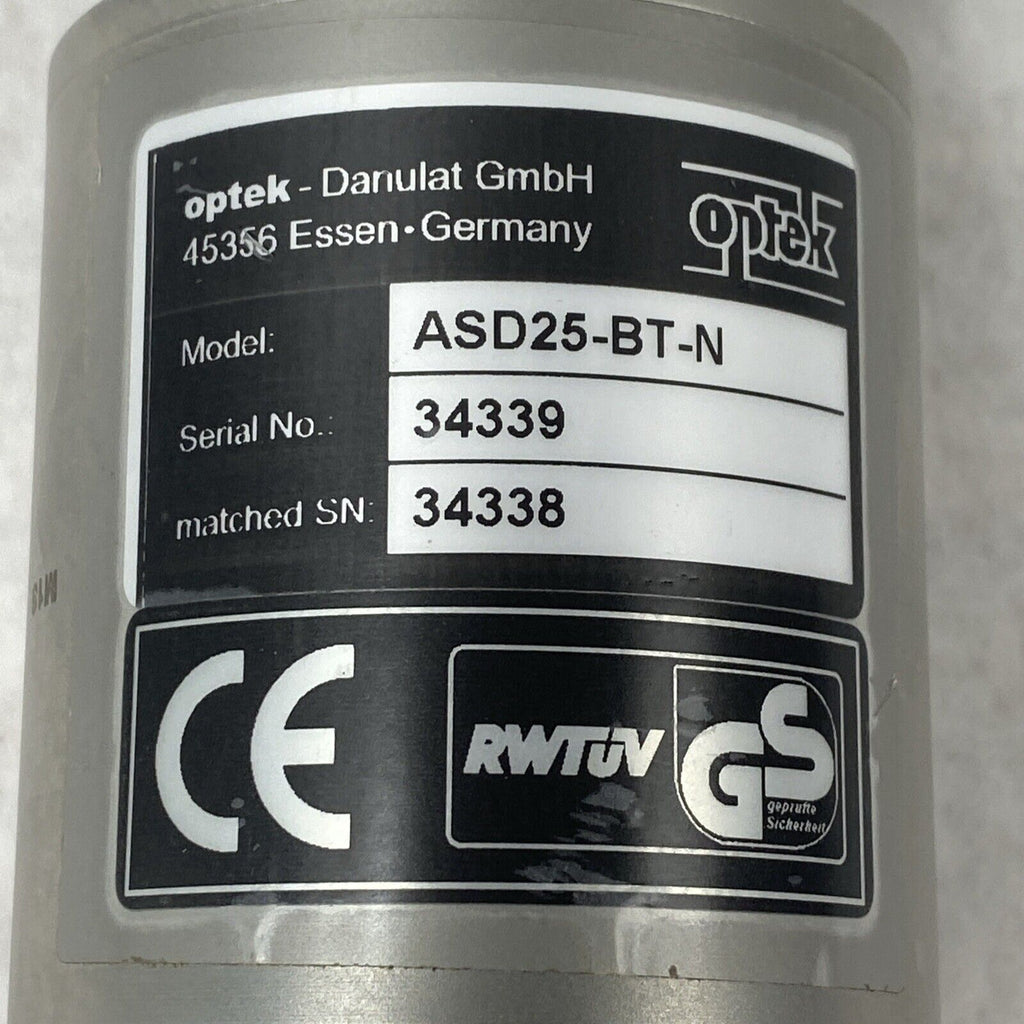 optek - Danulat GmbH
45356 Essen • Germany
optek
Model: ASD25-BT-N
Serial No.: 34339
matched SN: 34338
M19
CE
RWTÜV
GS
geprüfte
Sicherheit